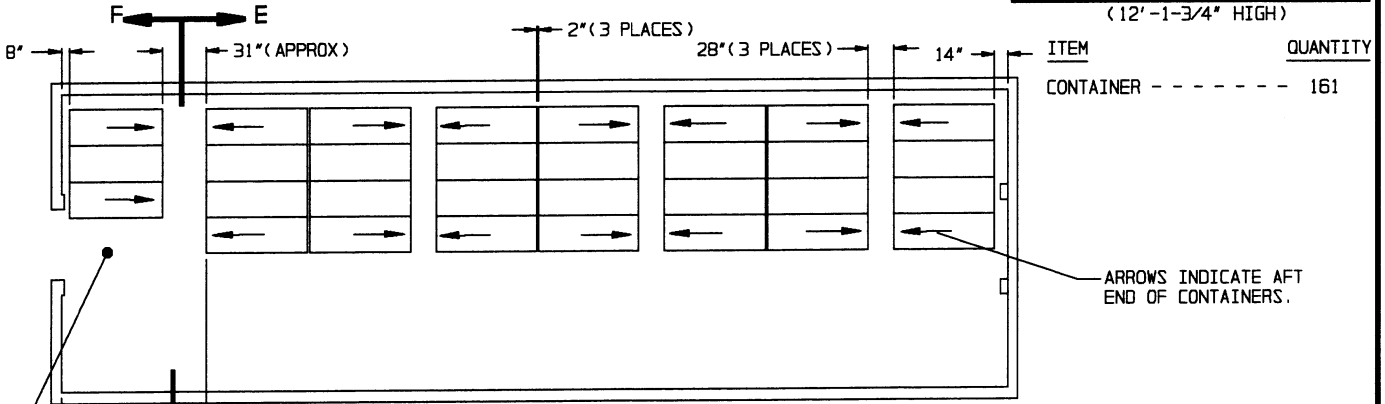 (12'-1-3/4" HIGH)
F E
8" 31"(APPROX) 2"(3 PLACES) 28"(3 PLACES) 14"
ITEM QUANTITY
CONTAINER - - - - - - - 161
ARROWS INDICATE AFT
END OF CONTAINERS.